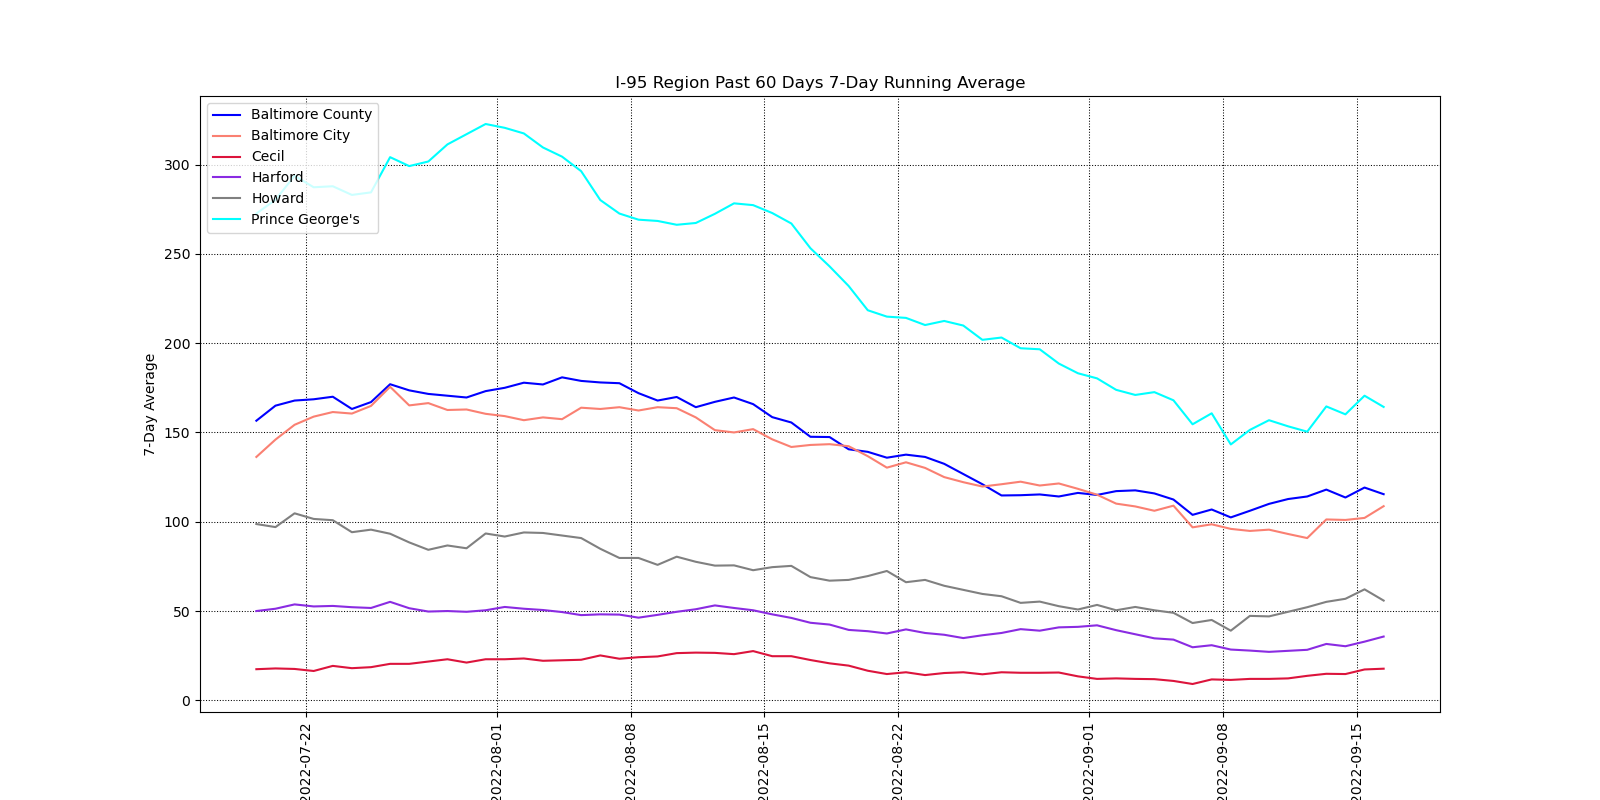 I-95 Region Past 60 Days 7-Day Running Average
Baltimore County
Baltimore City
Cecil
Harford
Howard
Prince George's
300
250
200
150
100
50
0
7-Day Average
2022-07-22
2022-08-01
2022-08-08
2022-08-15
2022-08-22
2022-09-01
2022-09-08
2022-09-15